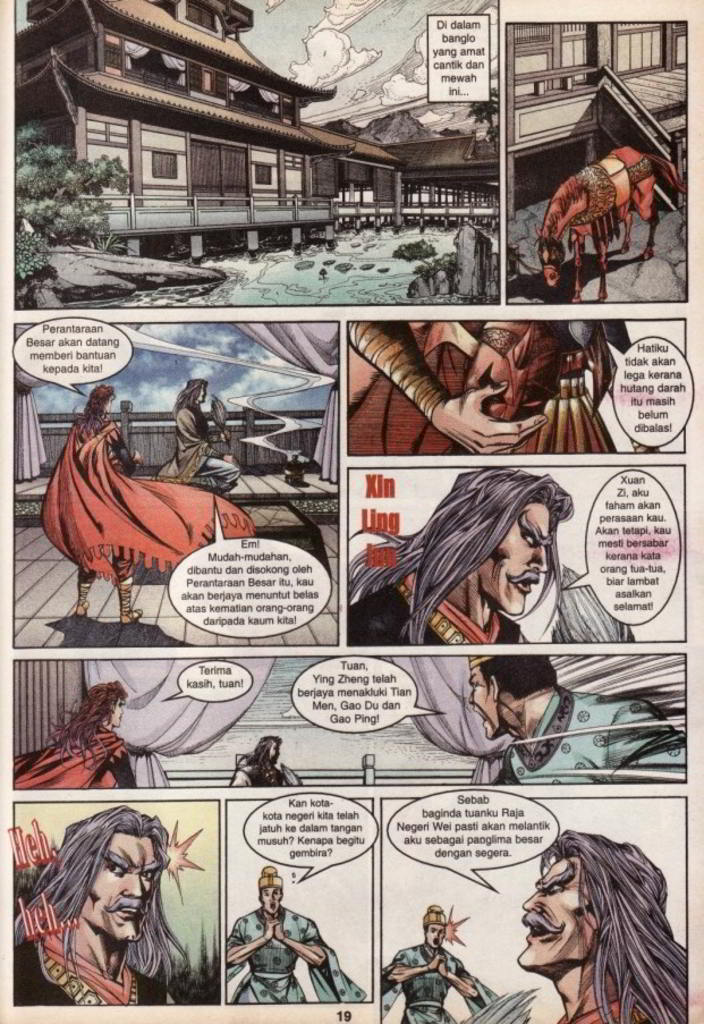 Di dalam
banglo
yang amat
cantik dan
mewah
ini...
Perantaraan
Besar akan datang
memberi bantuan
kepada kita!
Em!
Mudah-mudahan,
dibantu dan disokong oleh
Perantaraan Besar itu, kau
akan berjaya menuntut belas
atas kematian orang-orang
daripada kaum kita!
Hatiku
tidak akan
lega kerana
hutang darah
itu masih
belum
dibalas!
Xin
Ling
Xuan
Zi, aku
faham akan
perasaan kau.
Akan tetapi, kau
mesti bersabar
kerana kata
orang tua-tua,
biar lambat
asalkan
selamat!
Terima
kasih, tuan!
Tuan,
Ying Zheng telah
berjaya menakluki Tian
Men, Gao Du dan
Gao Ping!
Heh..
heh...
Kan kota-
kota negeri kita telah
jatuh ke dalam tangan
musuh? Kenapa begitu
gembira?
Sebab
baginda tuanku Raja
Negeri Wei pasti akan melantik
aku sebagai panglima besar
dengan segera.
19